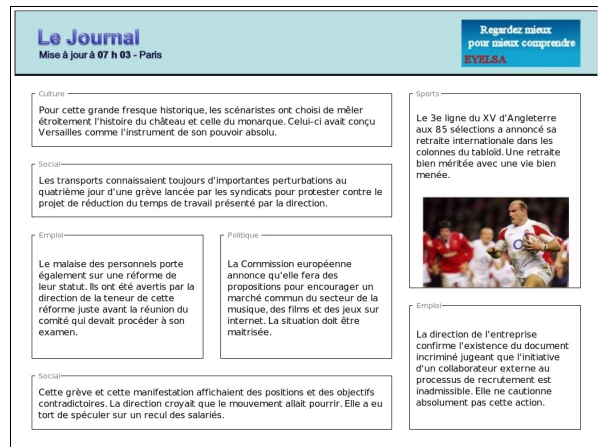 Le Journal
Mise à jour à 07 h 03 - Paris
Regardez mieux
pour mieux comprendre
EYELSA
Culture
Pour cette grande fresque historique, les scénaristes ont choisi de mêler
étroitement l'histoire du château et celle du monarque. Celui-ci avait conçu
Versailles comme l'instrument de son pouvoir absolu.
Social
Les transports connaissaient toujours d'importantes perturbations au
quatrième jour d'une grève lancée par les syndicats pour protester contre le
projet de réduction du temps de travail présenté par la direction.
Emploi
Le malaise des personnels porte
également sur une réforme de
leur statut. Ils ont été avertis par la
direction de la teneur de cette
réforme juste avant la réunion du
comité qui devait procéder à son
examen.
Politique
La Commission européenne
annonce qu'elle fera des
propositions pour encourager un
marché commun du secteur de la
musique, des films et des jeux sur
internet. La situation doit être
maitrisée.
Social
Cette grève et cette manifestation affichaient des positions et des objectifs
contradictoires. La direction croyait que le mouvement allait pourrir. Elle a eu
tort de spéculer sur un recul des salariés.
Sports
Le 3e ligne du XV d'Angleterre
aux 85 sélections a annoncé sa
retraite internationale dans les
colonnes du tabloïd. Une retraite
bien méritée avec une vie bien
menée.
O2
Emploi
La direction de l'entreprise
confirme l'existence du document
incriminé jugeant que l'initiative
d'un collaborateur externe au
processus de recrutement est
inadmissible. Elle ne cautionne
absolument pas cette action.